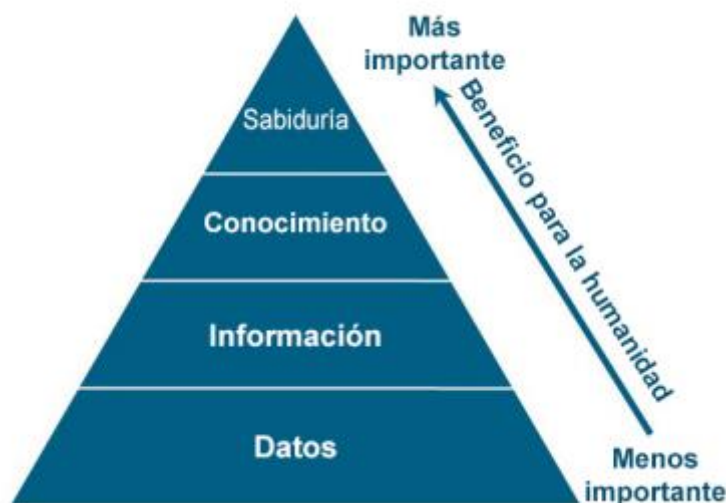 Más
importante
Sabiduría
Beneficio para la humanidad
Conocimiento
Información
Datos
Menos
importante